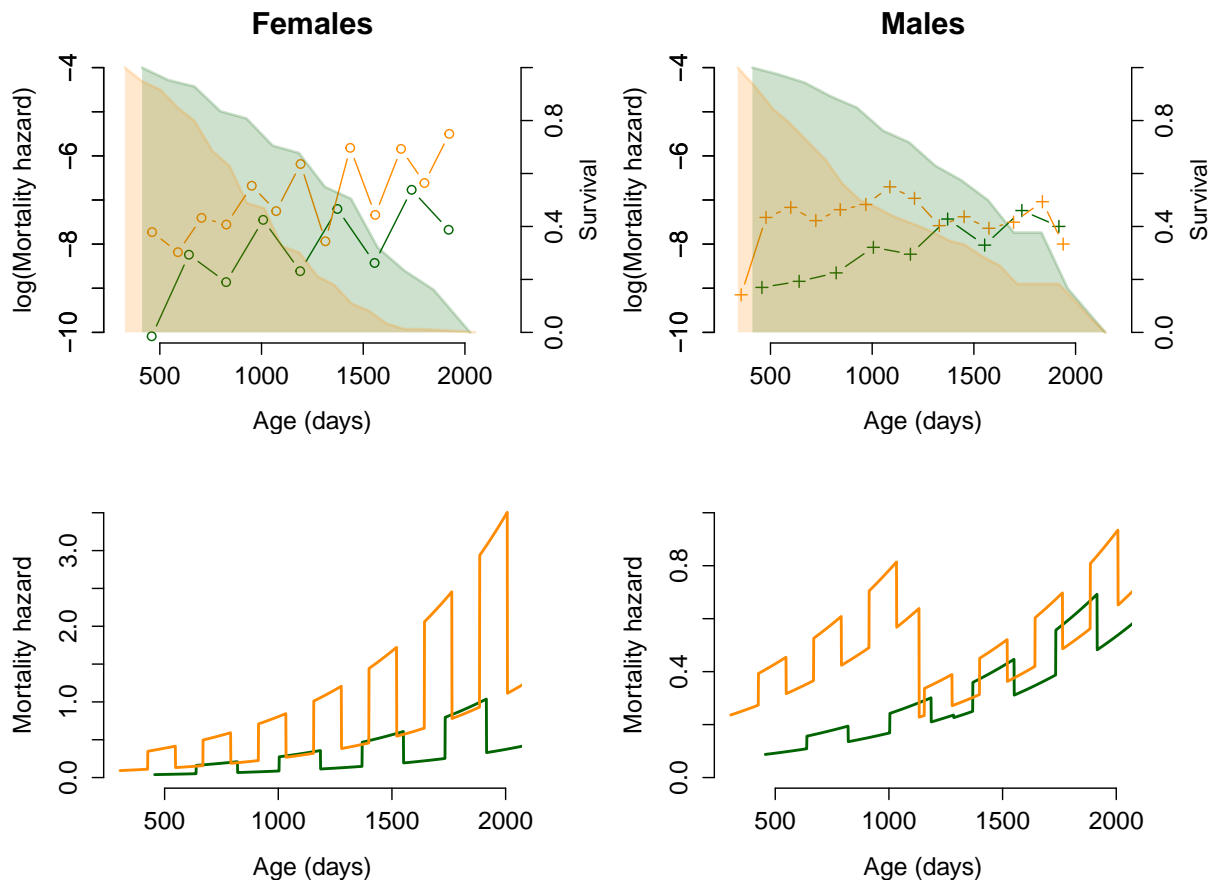 Females
Males
−4
−6
−8
−10
log(Mortality hazard)
0.8
0.4
0.0
Survival
500 1000 1500 2000
Age (days)
−4
−6
−8
−10
log(Mortality hazard)
0.8
0.4
0.0
Survival
500 1000 1500 2000
Age (days)
3.0
2.0
1.0
0.0
Mortality hazard
500 1000 1500 2000
Age (days)
0.8
0.4
0.0
Mortality hazard
500 1000 1500 2000
Age (days)